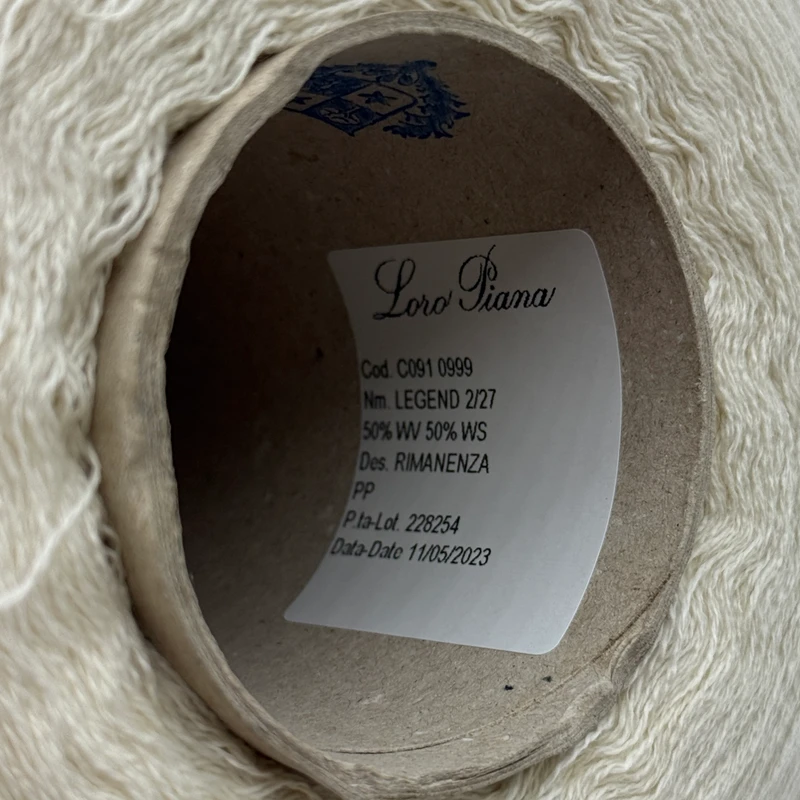 Loro Piana
Cod. C091 0999
Nm. LEGEND 2/27
50% WV 50% WS
Des. RIMANENZA
PP
P.ta-Lot. 228254
Data-Date 11/05/2023